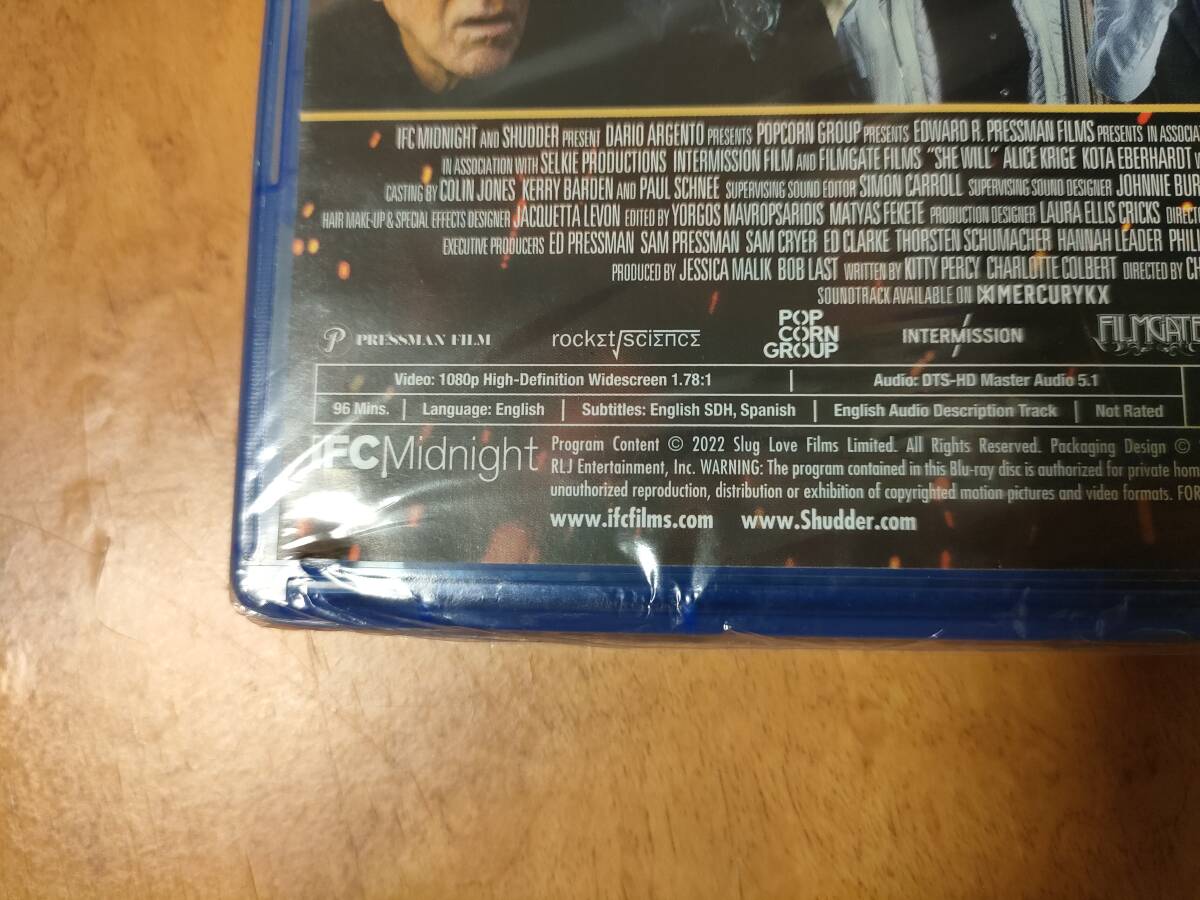 IFC MIDNIGHT AND SHUDDER PRESENT DARIO ARGENTO PRESENTS POPCORN GROUP PRESENTS EDWARD R. PRESSMAN FILMS PRESENTS IN
IN ASSOCIATION WITH SELKIE PRODUCTIONS INTERMISSION FILM AND FILMGATE FILMS "SHE WILL" ALICE KRIGE KOTA EBERHARDT
CASTING BY COLIN JONES KERRY BARDEN AND PAUL SCHNEE SUPERVISING SOUND EDITOR SIMON CARROLL SUPERVISING SOUND DESIGNER JOHNNIE
HAIR MAKE-UP & SPECIAL EFFECTS DESIGNER JACQUETTA LEVON EDITED BY YORGOS MAVROPSARIDIS MATYAS FEKETE PRODUCTION DESIGNER LAURA ELLIS CRICKS
EXECUTIVE PRODUCERS ED PRESSMAN SAM PRESSMAN SAM CRYER ED CLARKE THORSTEN SCHUMACHER HANNAH LEADER
PRODUCED BY JESSICA MALIK BOB LAST WRITTEN BY KITTY PERCY CHARLOTTE COLBERT DIRECTED BY
SOUNDTRACK AVAILABLE ON MERCURYKX
P PRESSMAN FILM rockΣt√sciΣncΣ POP CORN GROUP INTERMISSION FILMGATE
Video: 1080p High-Definition Widescreen 1.78:1 Audio: DTS-HD Master Audio 5.1
96 Mins. Language: English Subtitles: English SDH, Spanish English Audio Description Track Not Rated
IFC Midnight
Program Content © 2022 Slug Love Films Limited. All Rights Reserved. Packaging Design ©
RLJ Entertainment, Inc. WARNING: The program contained in this Blu-ray disc is authorized for private
unauthorized reproduction, distribution or exhibition of copyrighted motion pictures and video formats. FOR
www.ifcfilms.com www.Shudder.com